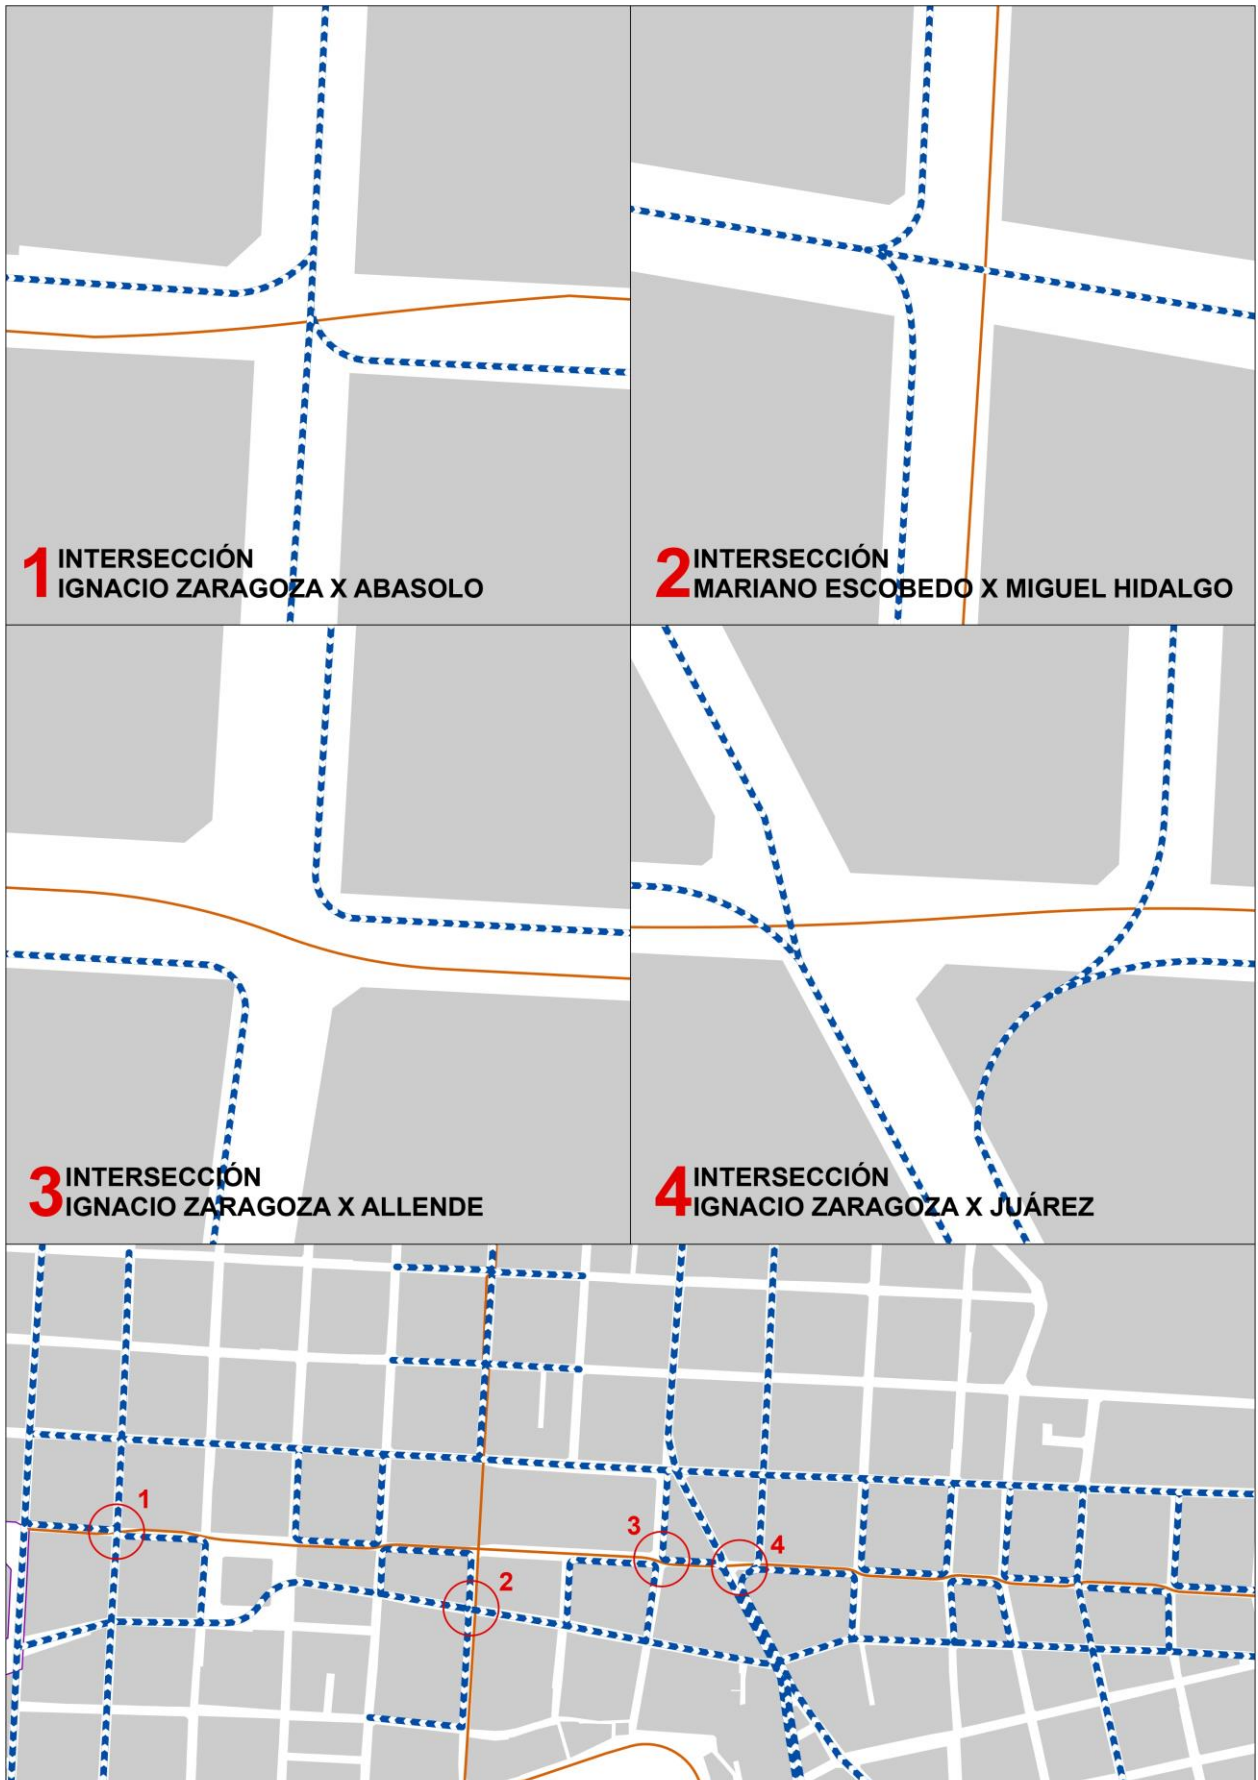 1 INTERSECCIÓN
IGNACIO ZARAGOZA X ABASOLO
2 INTERSECCIÓN
MARIANO ESCOBEDO X MIGUEL HIDALGO
3 INTERSECCIÓN
IGNACIO ZARAGOZA X ALLENDE
4 INTERSECCIÓN
IGNACIO ZARAGOZA X JUÁREZ
1
2
3
4